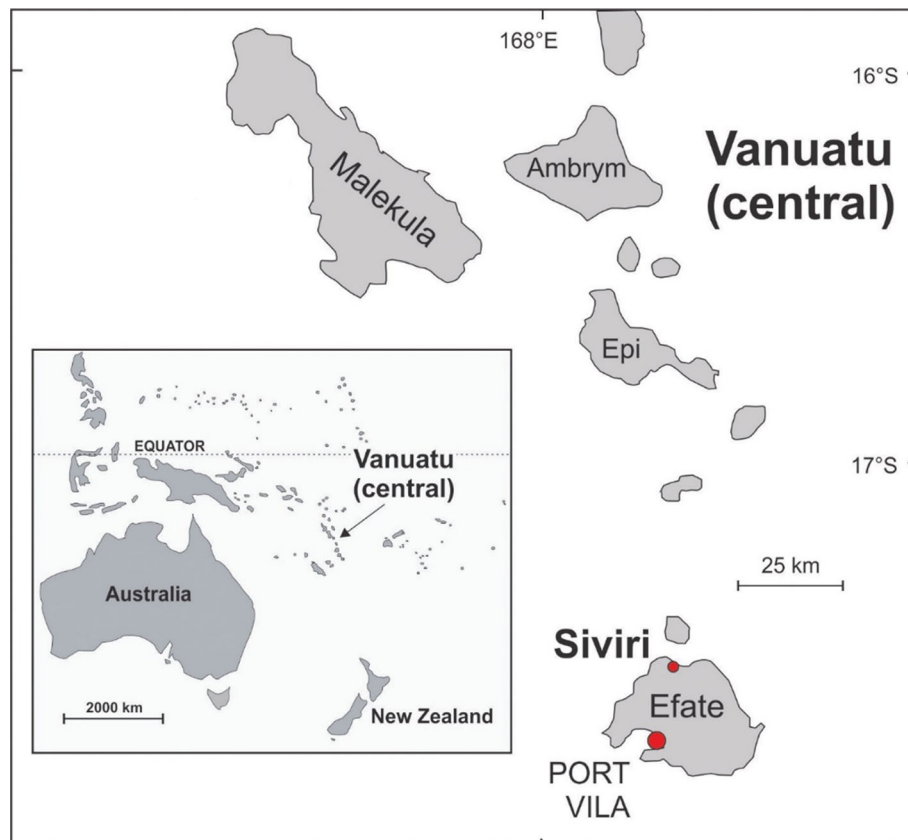 168°E
16°S
Vanuatu
(central)
Malekula
Ambrym
Epi
EQUATOR
Vanuatu
(central)
17°S
25 km
Australia
Siviri
Efate
2000 km
New Zealand
PORT
VILA